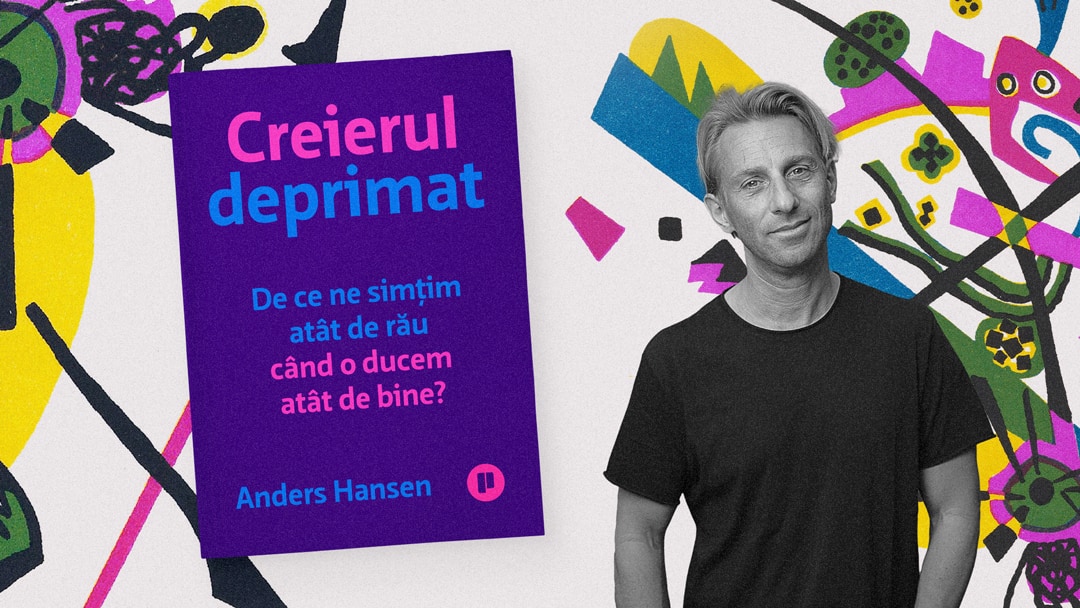 Creierul
deprimat
De ce ne simțim
atât de rău
când o ducem
atât de bine?
Anders Hansen